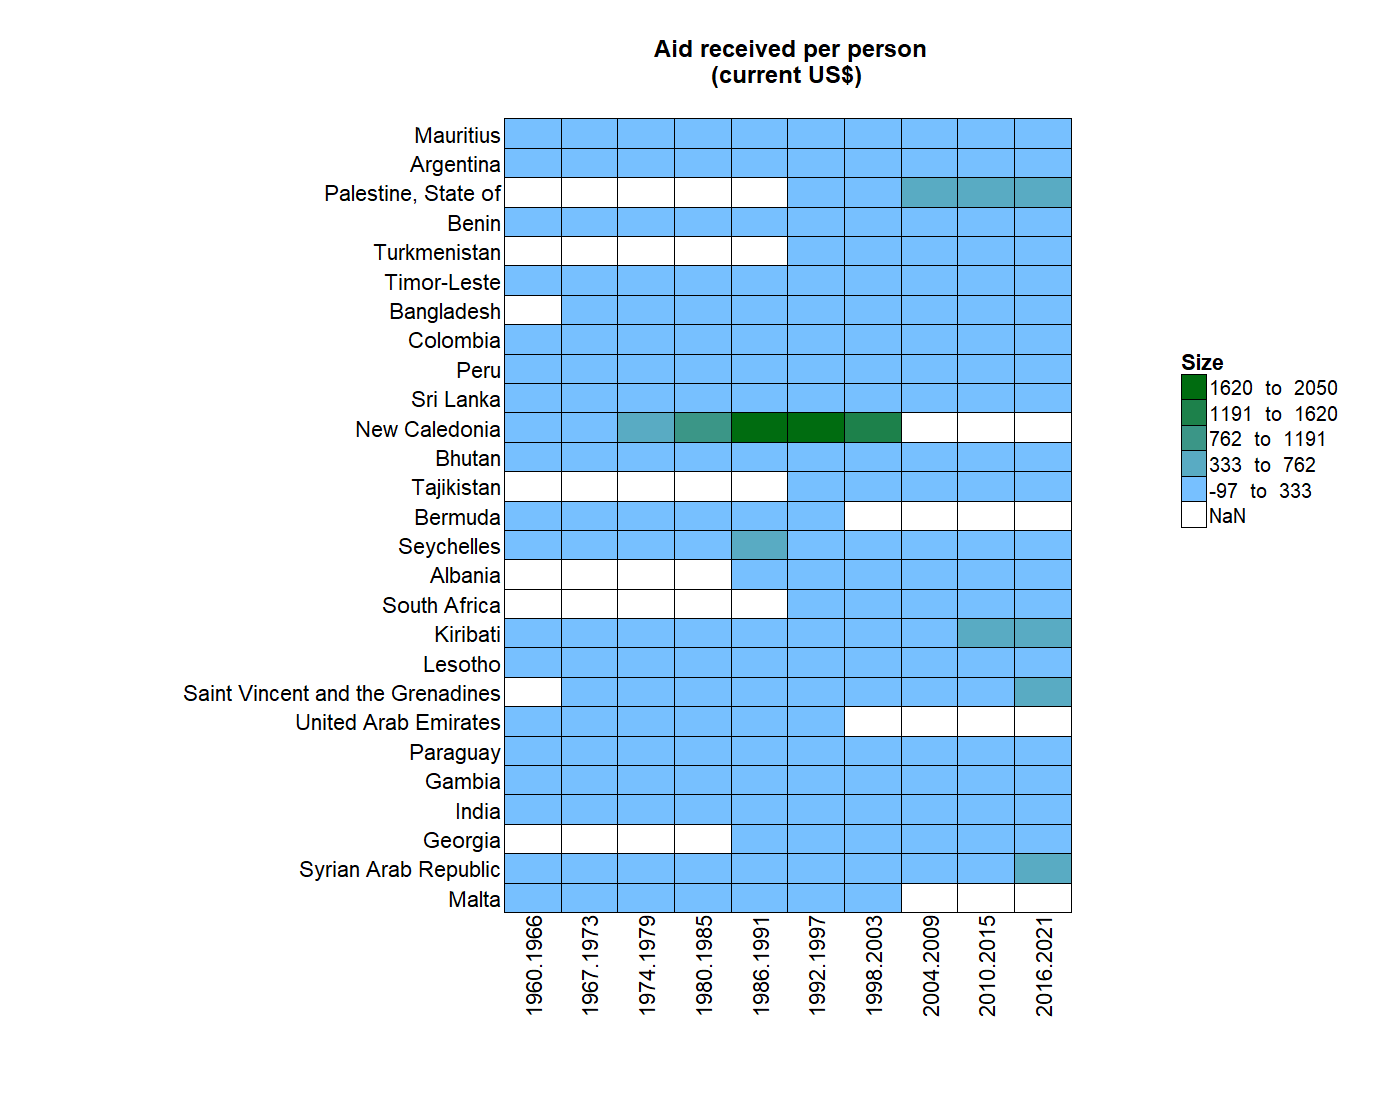 Aid received per person
(current US$)
Mauritius
Argentina
Palestine, State of
Benin
Turkmenistan
Timor-Leste
Bangladesh
Colombia
Peru
Sri Lanka
New Caledonia
Bhutan
Tajikistan
Bermuda
Seychelles
Albania
South Africa
Kiribati
Lesotho
Saint Vincent and the Grenadines
United Arab Emirates
Paraguay
Gambia
India
Georgia
Syrian Arab Republic
Malta
1960.1966
1967.1973
1974.1979
1980.1985
1986.1991
1992.1997
1998.2003
2004.2009
2010.2015
2016.2021
Size
1620 to 2050
1191 to 1620
762 to 1191
333 to 762
-97 to 333
NaN